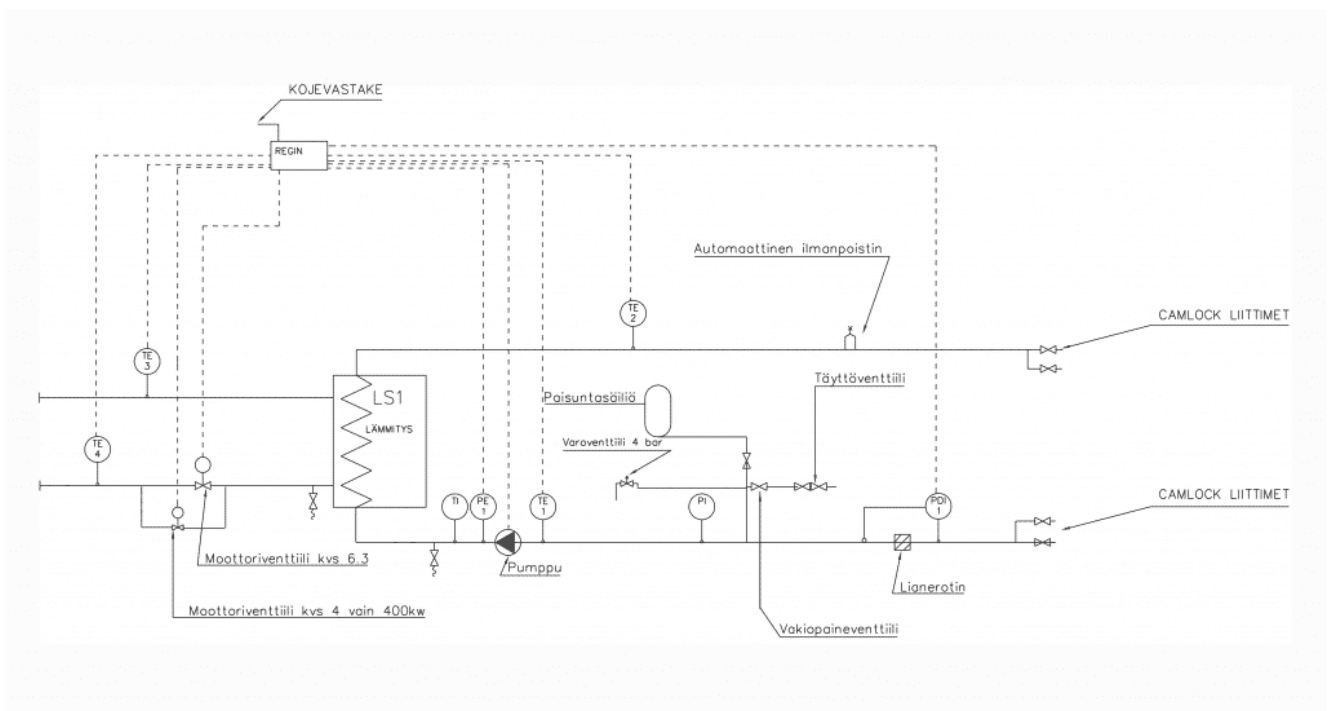 KOJEVASTAKE
REGIN
Automaattinen ilmanpoistin
TE
2
CAMLOCK LIITTIMET
TE
3
Täyttöventtiili
LS1
LÄMMITYS
Paisuntasäiliö
TE
4
Varoventtiili 4 bar
TI
PE
1
TE
1
PI
PDI
1
CAMLOCK LIITTIMET
Moottoriventtiili kvs 6.3
Pumppu
Lianerotin
Moottoriventtiili kvs 4 vain 400kw
Vakiopaineventtiili